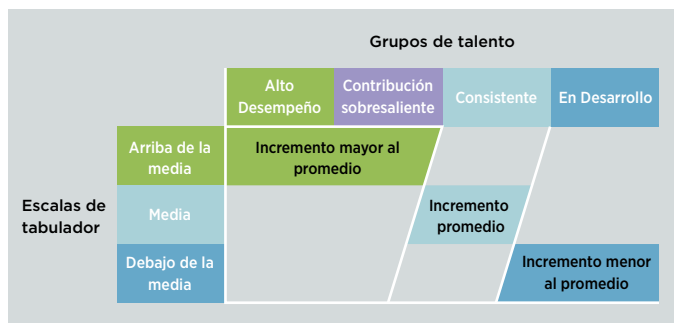 Grupos de talento
Alto
Desempeño
Contribución
sobresaliente
Consistente
En Desarrollo
Escalas de
tabulador
Arriba de la
media
Incremento mayor al
promedio
Media
Incremento
promedio
Debajo de la
media
Incremento menor
al promedio